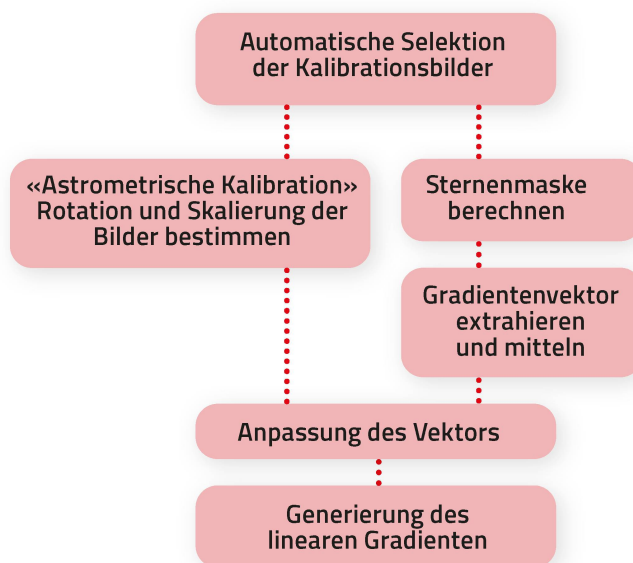 Automatische Selektion
der Kalibrationsbilder
«Astrometrische Kalibration»
Rotation und Skalierung der
Bilder bestimmen
Sternenmaske
berechnen
Gradientenvektor
extrahieren
und mitteln
Anpassung des Vektors
Generierung des
linearen Gradienten